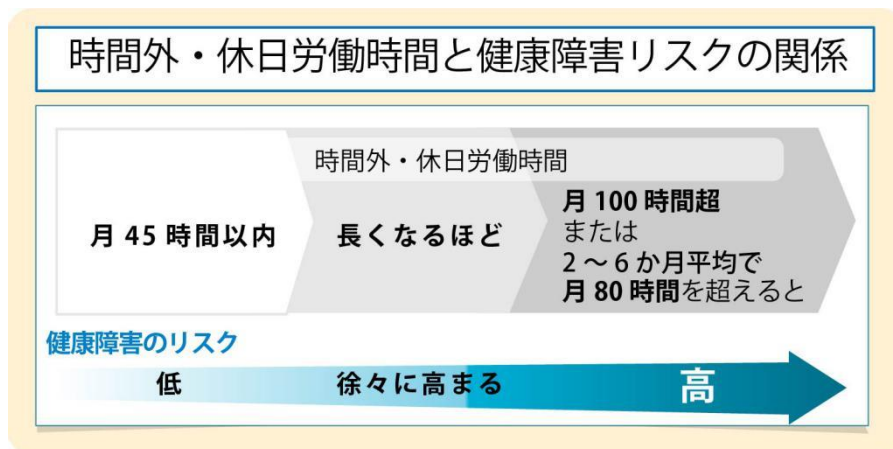 時間外・休日労働時間と健康障害リスクの関係
時間外・休日労働時間
月 45 時間以内
長くなるほど
月 100 時間超
または
2 ～ 6 か月平均で
月 80 時間を超えると
健康障害のリスク
低
徐々に高まる
高